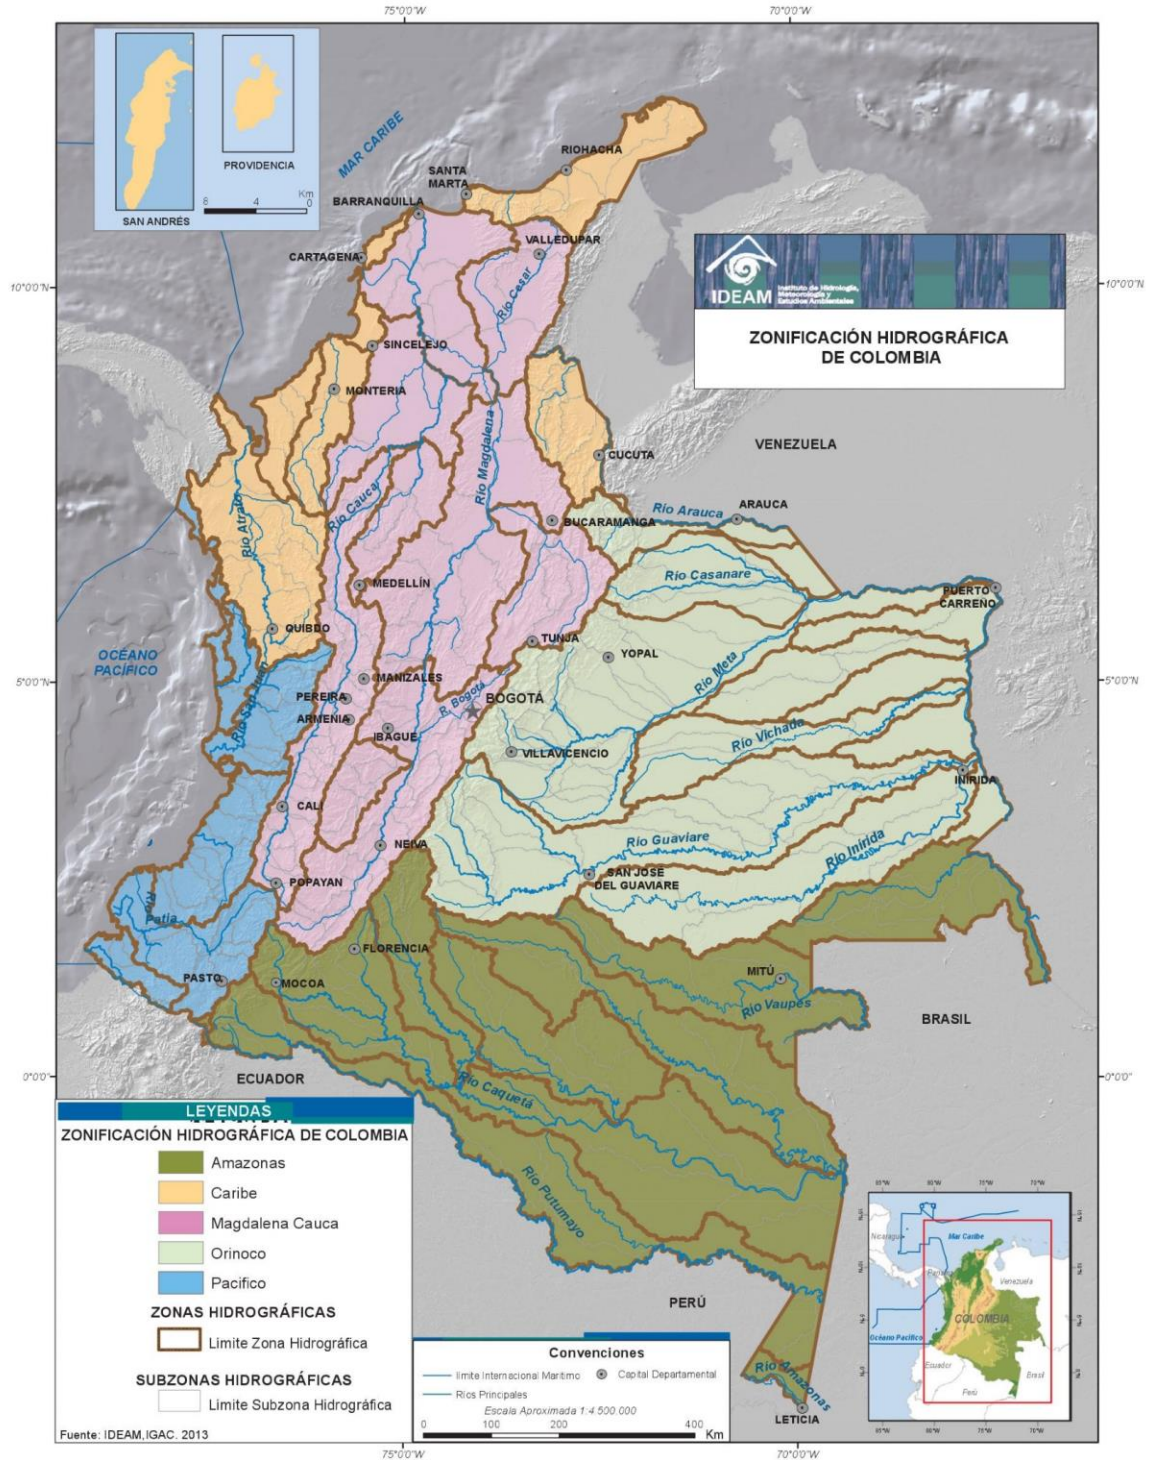 75°0'0"W
70°0'0"W
MAR CARIBE
PROVIDENCIA
SAN ANDRÉS
Km
8
4
0
RIOHACHA
SANTA
MARTA
BARRANQUILLA
VALLEDUPAR
CARTAGENA
Río Cesar
10°0'0"N
10°0'0"N
IDEAM
Instituto de Hidrología,
Meteorología y
Estudios Ambientales
ZONIFICACIÓN HIDROGRÁFICA
DE COLOMBIA
SINCELEJO
MONTERIA
Río Magdalena
VENEZUELA
CUCUTA
Río Cauca
Río Atrato
BUCARAMANGA
Río Arauca
ARAUCA
Río Casanare
MEDELLÍN
PUERTO
CARREÑO
QUIBDO
TUNJA
YOPAL
OCÉANO
PACÍFICO
Río San Juan
MANIZALES
Río Meta
5°0'0"N
5°0'0"N
PEREIRA
R. Bogotá
BOGOTÁ
ARMENIA
IBAGUE
Río Vichada
VILLAVICENCIO
INÍRIDA
CALI
NEIVA
Río Guaviare
Río Inírida
SAN JOSE
DEL GUAVIARE
POPAYAN
Río
Patía
FLORENCIA
PASTO
MOCOA
MITÚ
Río Vaupés
BRASIL
ECUADOR
0°0'0"
0°0'0"
Río Caquetá
Río Putumayo
PERÚ
Río Amazonas
LETICIA
LEYENDAS
ZONIFICACIÓN HIDROGRÁFICA DE COLOMBIA
Amazonas
Caribe
Magdalena Cauca
Orinoco
Pacifico
ZONAS HIDROGRÁFICAS
Limite Zona Hidrográfica
SUBZONAS HIDROGRÁFICAS
Limite Subzona Hidrográfica
Fuente: IDEAM,IGAC. 2013
Convenciones
límite Internacional Marítimo
Capital Departamental
Ríos Principales
Escala Aproximada 1:4 500.000
0
100
200
400
Km
Nicaragua
Mar Caribe
Venezuela
COLOMBIA
Océano Pacífico
Ecuador
Brasil
Perú
75°0'0"W
70°0'0"W